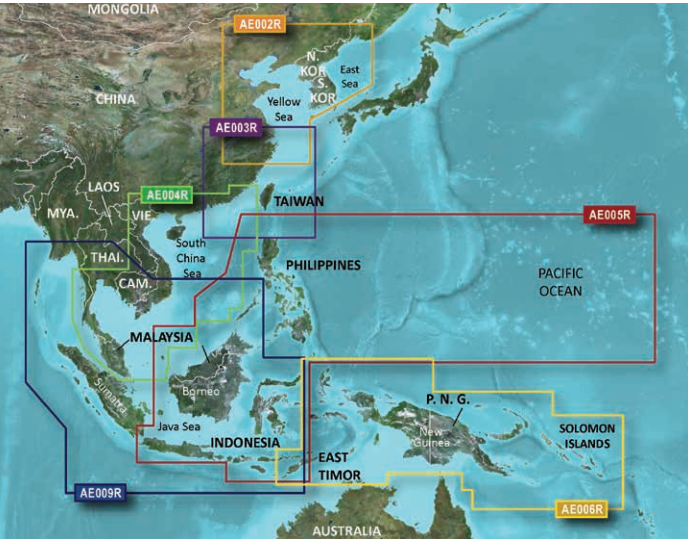 MONGOLIA
AE002R
N.
KOR.
S.
KOR
East
Sea
CHINA
Yellow
Sea
AE003R
LAOS
AE004R
MYA.
VIE.
TAIWAN
AE005R
South
China
Sea
THAI.
PHILIPPINES
CAM.
PACIFIC
OCEAN
MALAYSIA
Sumatra
Borneo
P. N. G.
Java Sea
INDONESIA
New
Guinea
SOLOMON
ISLANDS
EAST
TIMOR
AE009R
AE006R
AUSTRALIA